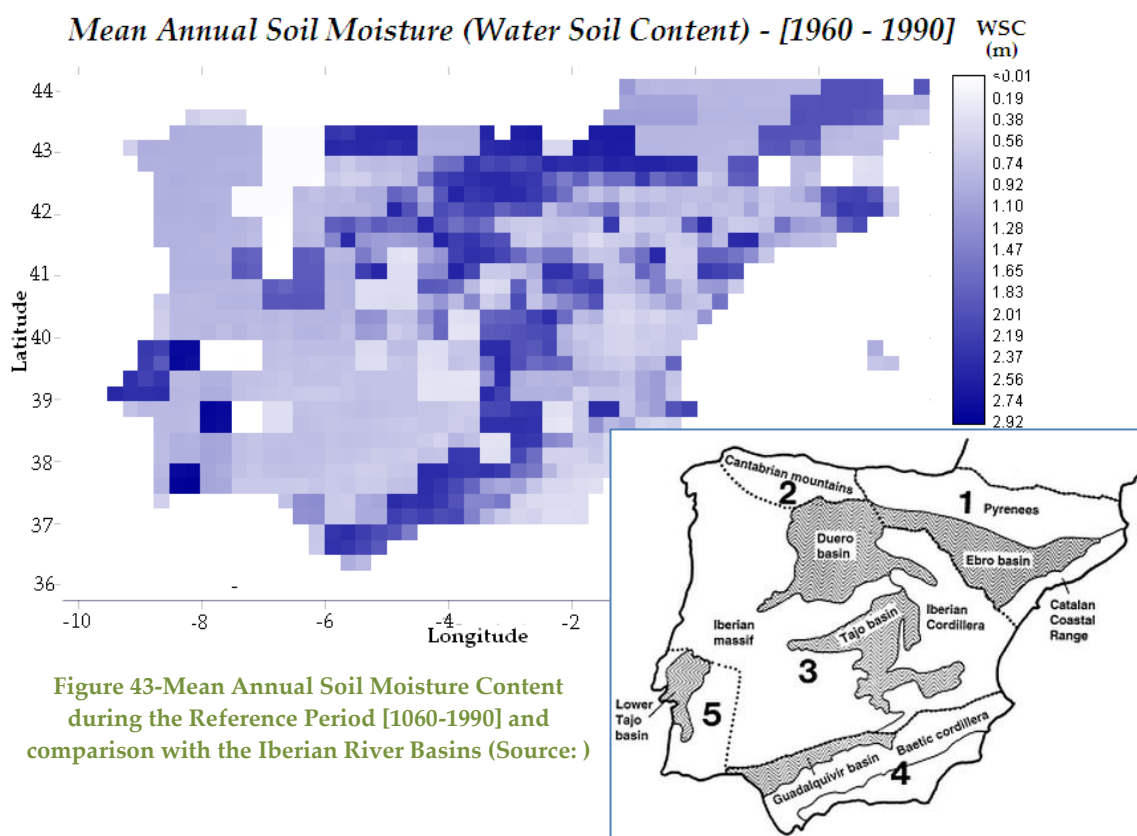 Mean Annual Soil Moisture (Water Soil Content) - [1960 - 1990]
WSC
(m)
<0.01
0.19
0.38
0.56
0.74
0.92
1.10
1.28
1.47
1.65
1.83
2.01
2.19
2.37
2.56
2.74
2.92
Latitude
44
43
42
41
40
39
38
37
36
-10
-8
-6
-4
-2
Longitude
Figure 43-Mean Annual Soil Moisture Content
during the Reference Period [1060-1990] and
comparison with the Iberian River Basins (Source: )
Cantabrian mountains
2
1
Pyrenees
Duero
basin
Ebro basin
Iberian
massif
Tajo basin
Iberian
Cordillera
Catalan
Coastal
Range
3
Lower
Tajo
basin
5
Guadalquivir basin
Baetic cordillera
4